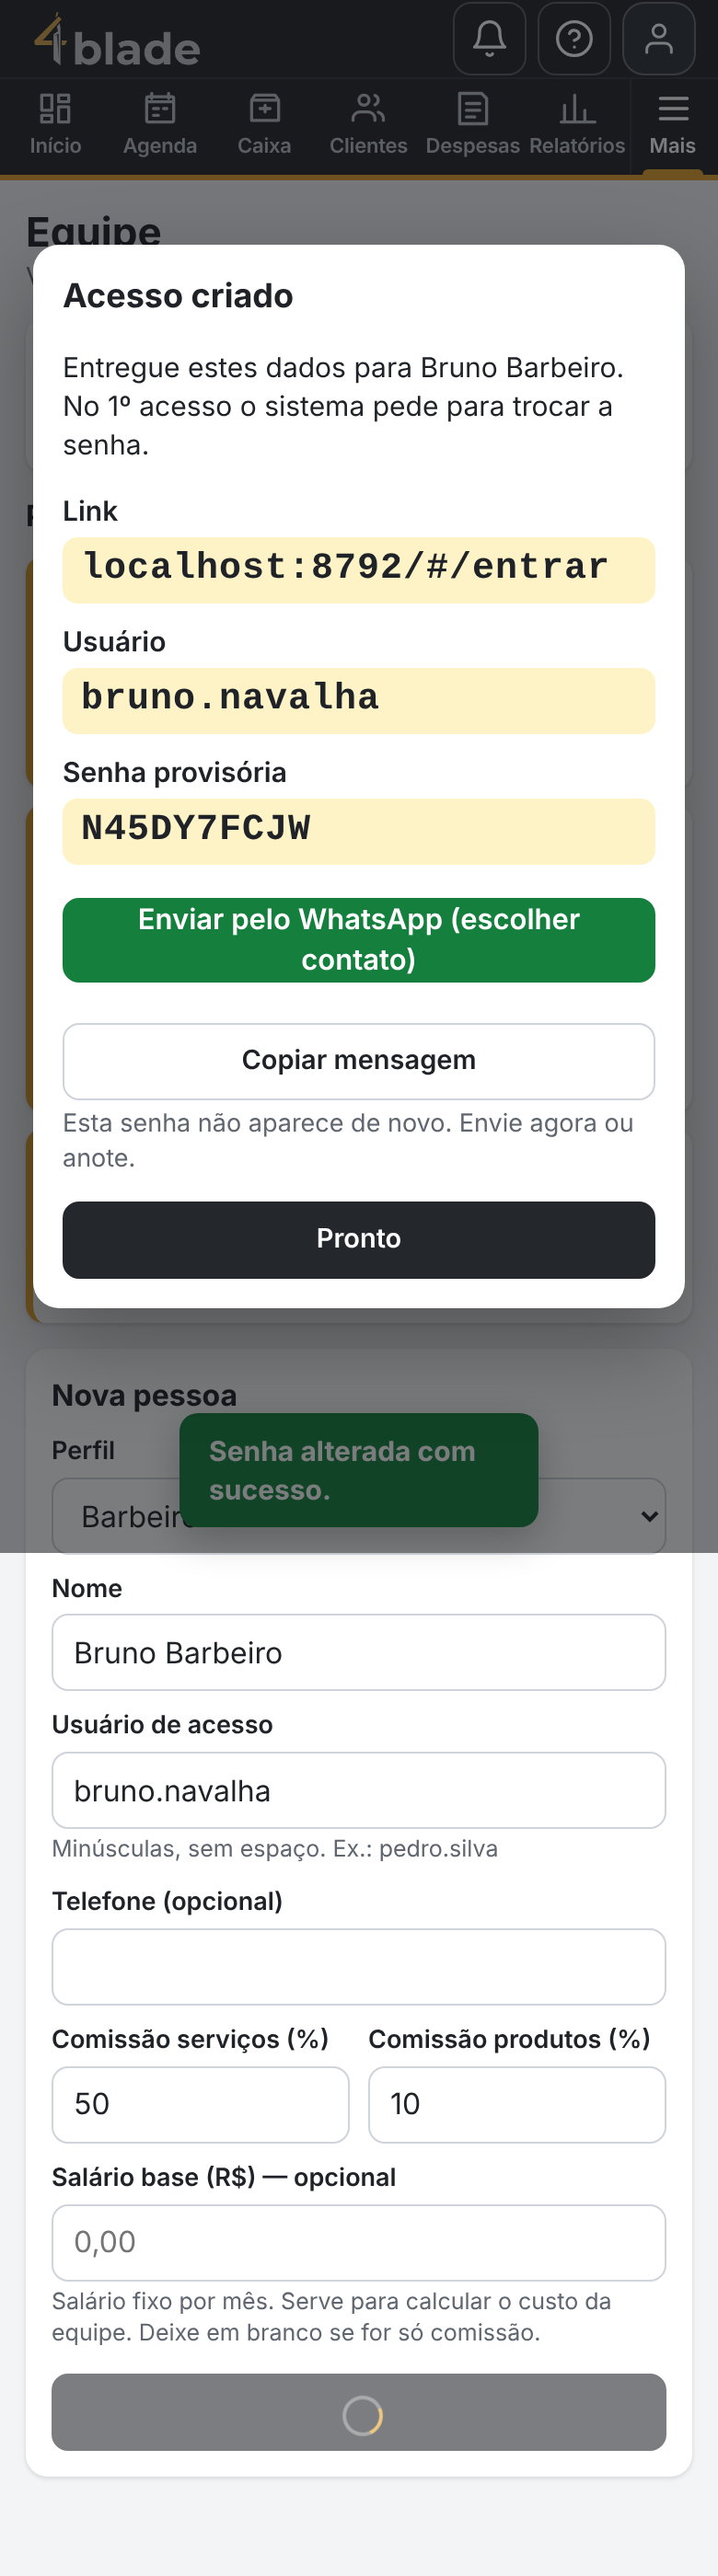 4blade
Início
Agenda
Caixa
Clientes
Despesas
Relatórios
Mais
Equipe
Acesso criado
Entregue estes dados para Bruno Barbeiro.
No 1º acesso o sistema pede para trocar a
senha.
Link
localhost:8792/#/entrar
Usuário
bruno.navalha
Senha provisória
N45DY7FCJW
Enviar pelo WhatsApp (escolher
contato)
Copiar mensagem
Esta senha não aparece de novo. Envie agora ou
anote.
Pronto
Nova pessoa
Perfil
Senha alterada com
sucesso.
Barbeiro
Nome
Bruno Barbeiro
Usuário de acesso
bruno.navalha
Minúsculas, sem espaço. Ex.: pedro.silva
Telefone (opcional)
Comissão serviços (%)
Comissão produtos (%)
50
10
Salário base (R$) — opcional
0,00
Salário fixo por mês. Serve para calcular o custo da
equipe. Deixe em branco se for só comissão.